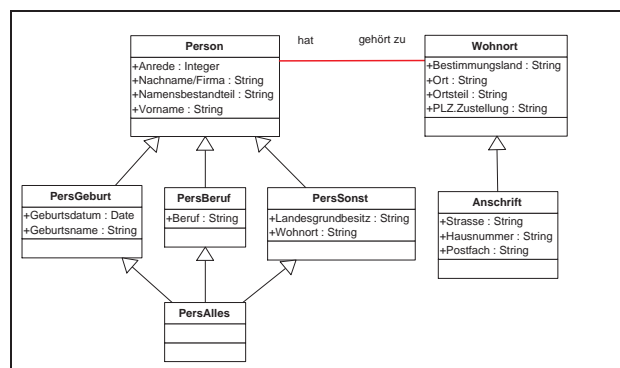 Person
+Anrede : Integer
+Nachname/Firma : String
+Namensbestandteil : String
+Vorname : String
hat
gehört zu
Wohnort
+Bestimmungsland : String
+Ort : String
+Ortsteil : String
+PLZ.Zustellung : String
PersGeburt
+Geburtsdatum : Date
+Geburtsname : String
PersBeruf
+Beruf : String
PersSonst
+Landesgrundbesitz : String
+Wohnort : String
Anschrift
+Strasse : String
+Hausnummer : String
+Postfach : String
PersAlles